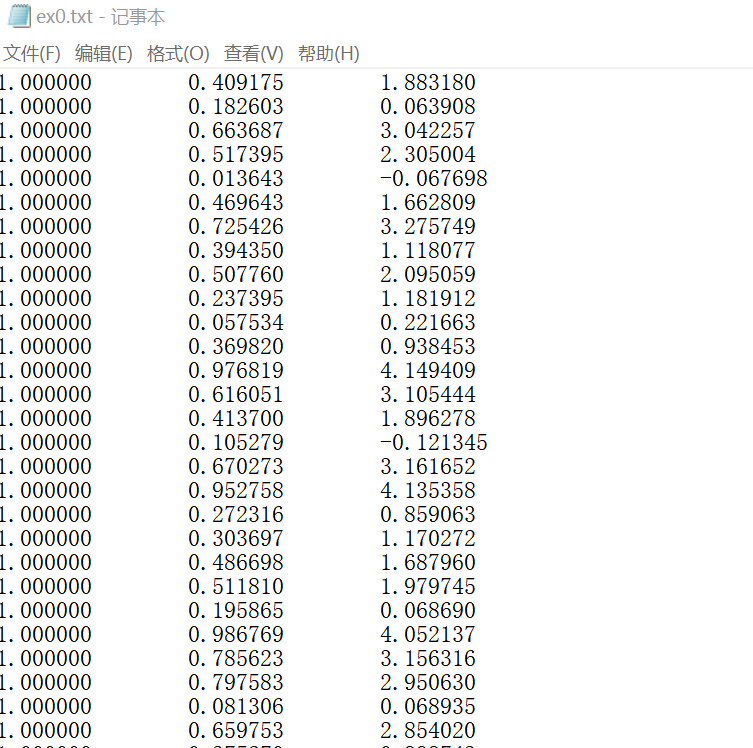 ex0.txt - 记事本
文件(F) 编辑(E) 格式(O) 查看(V) 帮助(H)
1.000000 0.409175 1.883180
1.000000 0.182603 0.063908
1.000000 0.663687 3.042257
1.000000 0.517395 2.305004
1.000000 0.013643 -0.067698
1.000000 0.469643 1.662809
1.000000 0.725426 3.275749
1.000000 0.394350 1.118077
1.000000 0.507760 2.095059
1.000000 0.237395 1.181912
1.000000 0.057534 0.221663
1.000000 0.369820 0.938453
1.000000 0.976819 4.149409
1.000000 0.616051 3.105444
1.000000 0.413700 1.896278
1.000000 0.105279 -0.121345
1.000000 0.670273 3.161652
1.000000 0.952758 4.135358
1.000000 0.272316 0.859063
1.000000 0.303697 1.170272
1.000000 0.486698 1.687960
1.000000 0.511810 1.979745
1.000000 0.195865 0.068690
1.000000 0.986769 4.052137
1.000000 0.785623 3.156316
1.000000 0.797583 2.950630
1.000000 0.081306 0.068935
1.000000 0.659753 2.854020